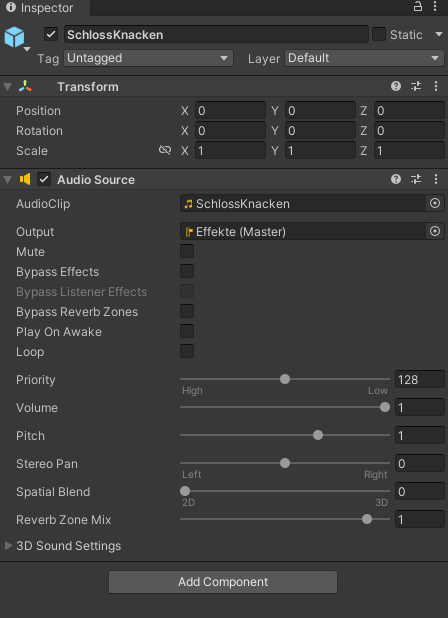 Inspector
SchlossKnacken Static
Tag Untagged Layer Default
Transform
Position X 0 Y 0 Z 0
Rotation X 0 Y 0 Z 0
Scale X 1 Y 1 Z 1
Audio Source
AudioClip SchlossKnacken
Output Effekte (Master)
Mute
Bypass Effects
Bypass Listener Effects
Bypass Reverb Zones
Play On Awake
Loop
Priority 128
High Low
Volume 1
Pitch 1
Stereo Pan 0
Left Right
Spatial Blend 0
2D 3D
Reverb Zone Mix 1
3D Sound Settings
Add Component